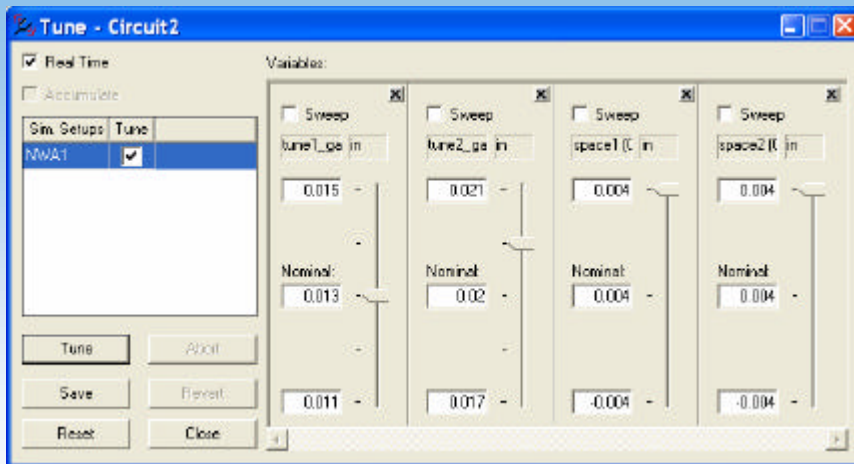 Tune - Circuit2
Real Time
Accumulate
Sim. Setups Tune
NWA1
Tune Abort
Save Revert
Reset Close
Variables:
Sweep Sweep Sweep Sweep
tune1_ga in tune2_ga in space1 (C in space2 (C in
0.015 0.021 0.004 0.004
Nominal: Nominal: Nominal: Nominal:
0.013 0.02 0.004 0.004
0.011 0.017 -0.004 -0.004